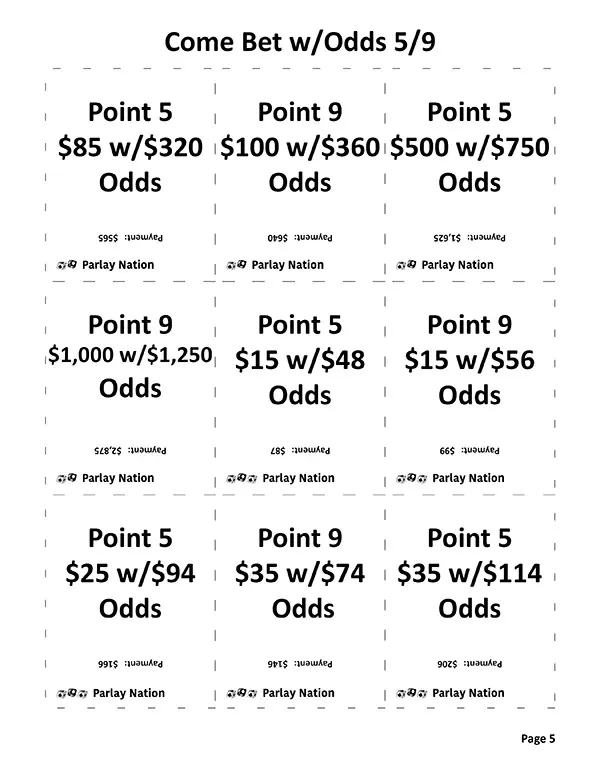 Come Bet w/Odds 5/9
Point 5
$85 w/$320
Odds
Payment: $565
Parlay Nation
Point 9
$100 w/$360
Odds
Payment: $640
Parlay Nation
Point 5
$500 w/$750
Odds
Payment: $1,625
Parlay Nation
Point 9
$1,000 w/$1,250
Odds
Payment: $2,875
Parlay Nation
Point 5
$15 w/$48
Odds
Payment: $87
Parlay Nation
Point 9
$15 w/$56
Odds
Payment: $99
Parlay Nation
Point 5
$25 w/$94
Odds
Payment: $166
Parlay Nation
Point 9
$35 w/$74
Odds
Payment: $146
Parlay Nation
Point 5
$35 w/$114
Odds
Payment: $206
Parlay Nation
Page 5